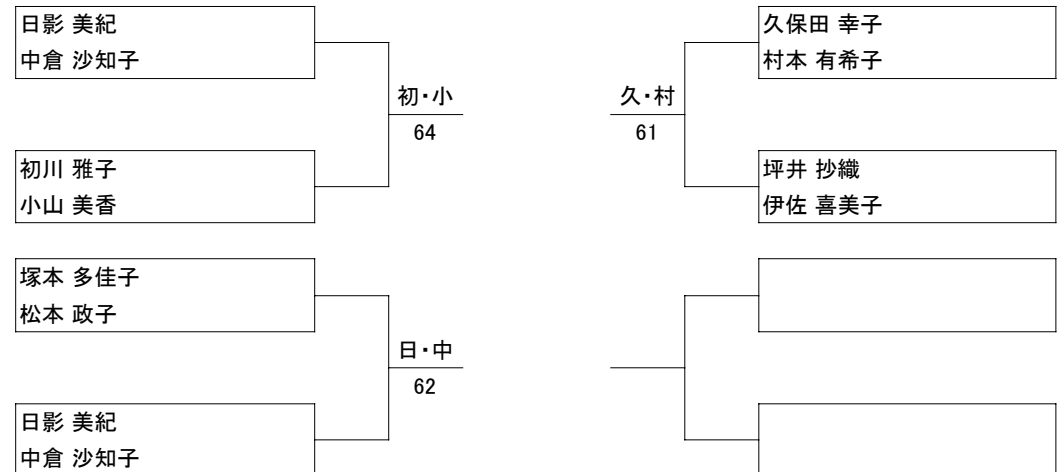 日影 美紀
中倉 沙知子
初・小
64
初川 雅子
小山 美香
久保田 幸子
村本 有希子
久・村
61
坪井 抄織
伊佐 喜美子
塚本 多佳子
松本 政子
日・中
62
日影 美紀
中倉 沙知子